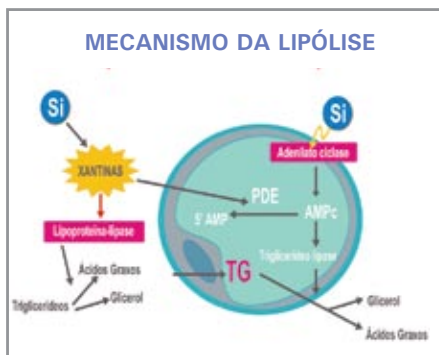 MECANISMO DA LIPÓLISE
Si
Si
Adenilato ciclase
XANTINAS
PDE
5' AMP
AMPc
Lipoproteína-lipase
Triglicerídeo lipase
Ácidos Graxos
TG
Triglicerídeos
Glicerol
Glicerol
Ácidos Graxos